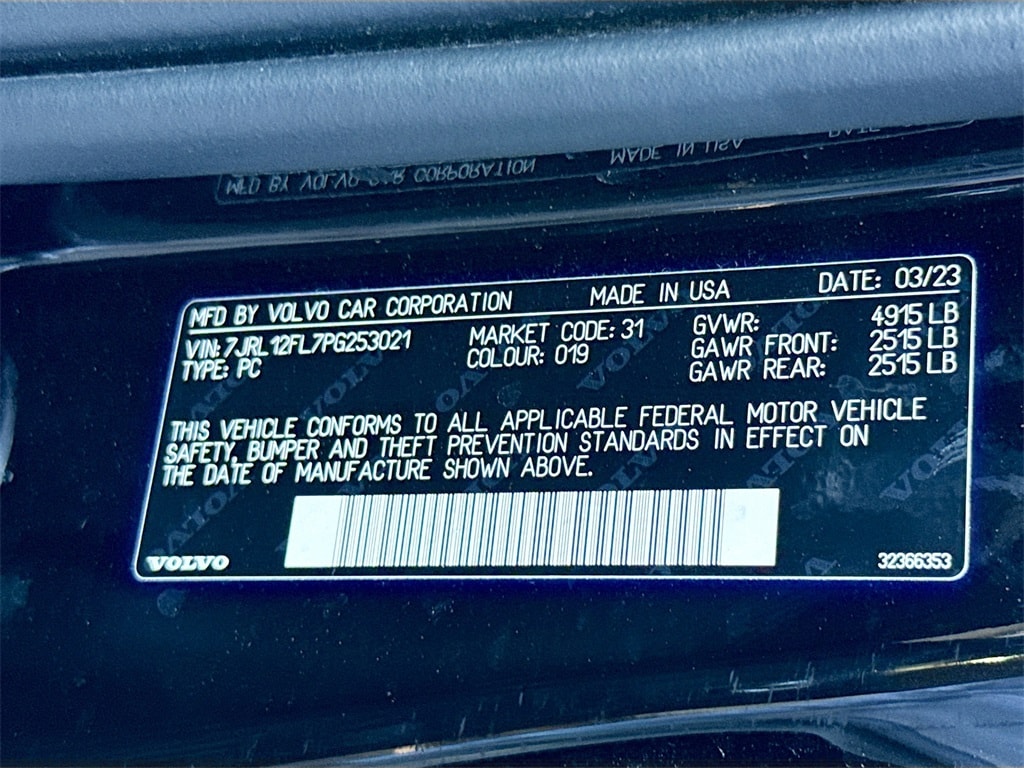 MFD BY VOLVO CAR CORPORATION MADE IN USA DATE: 03/23
VIN: 7JRL12FL7PG253021 MARKET CODE: 31 GVWR: 4915 LB
TYPE: PC COLOUR: 019 GAWR FRONT: 2515 LB
GAWR REAR: 2515 LB
THIS VEHICLE CONFORMS TO ALL APPLICABLE FEDERAL MOTOR VEHICLE
SAFETY, BUMPER AND THEFT PREVENTION STANDARDS IN EFFECT ON
THE DATE OF MANUFACTURE SHOWN ABOVE.
VOLVO 32366353